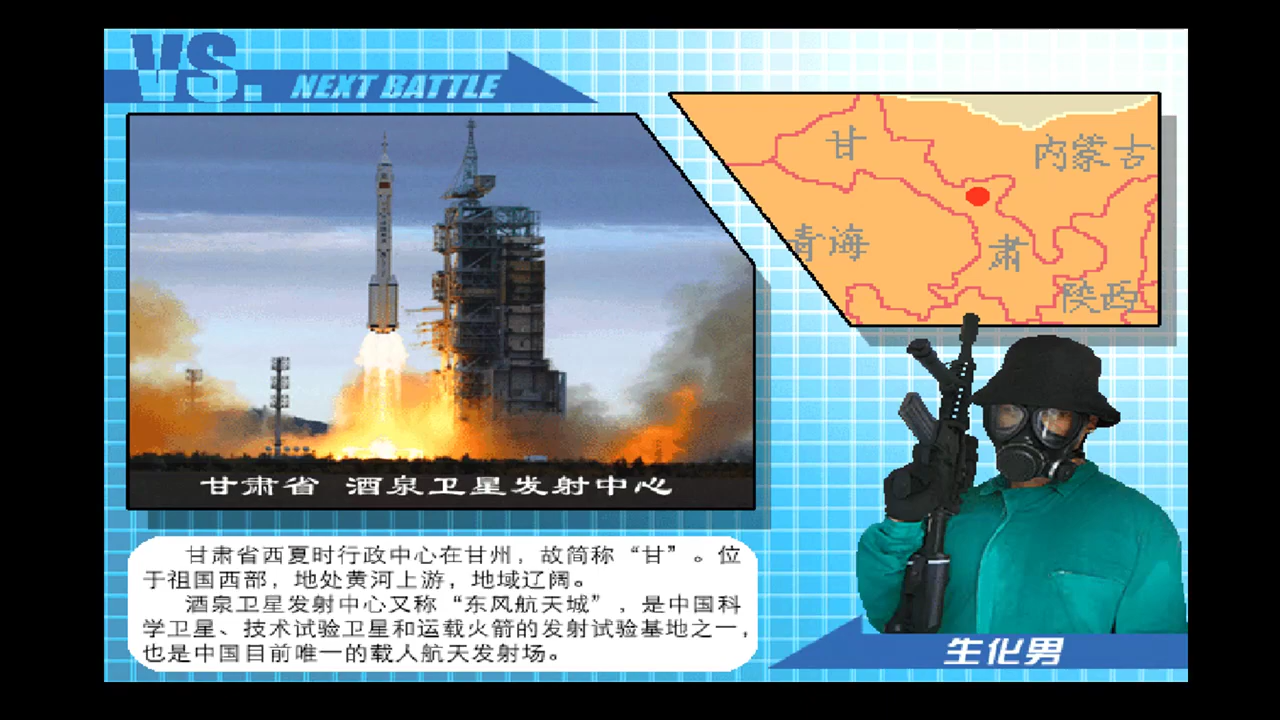 VS.
NEXT BATTLE
甘
内蒙古
青海
肃
陕西
甘肃省 酒泉卫星发射中心
甘肃省西夏时行政中心在甘州，故简称“甘”。位
于祖国西部，地处黄河上游，地域辽阔。
酒泉卫星发射中心又称“东风航天城”，是中国科
学卫星、技术试验卫星和运载火箭的发射试验基地之一，
也是中国目前唯一的载人航天发射场。
生化男